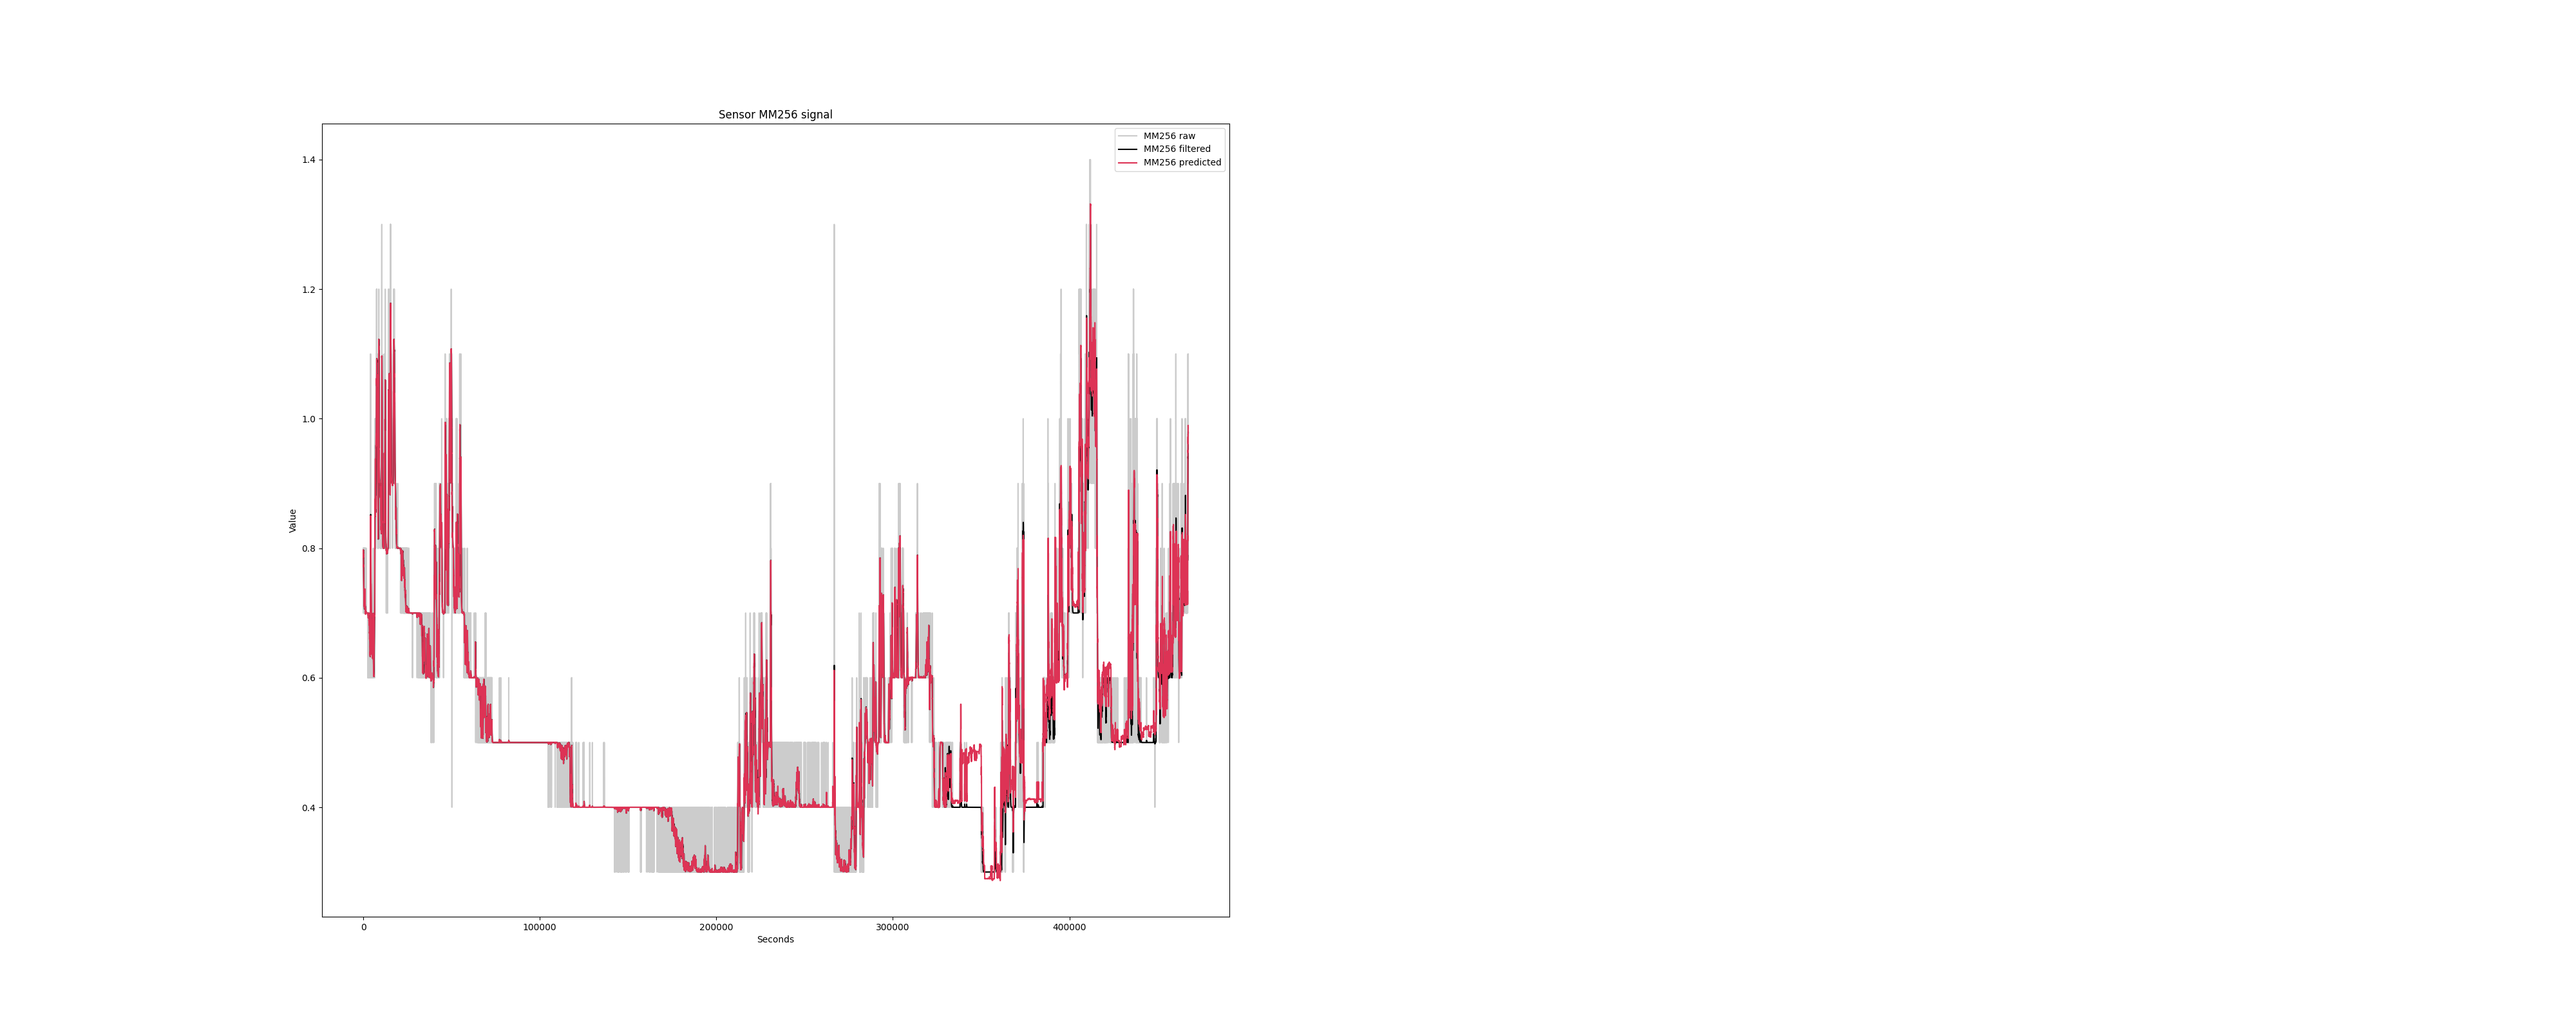 Sensor MM256 signal
MM256 raw
MM256 filtered
MM256 predicted
1.4
1.2
1.0
0.8
0.6
0.4
Value
0 100000 200000 300000 400000
Seconds